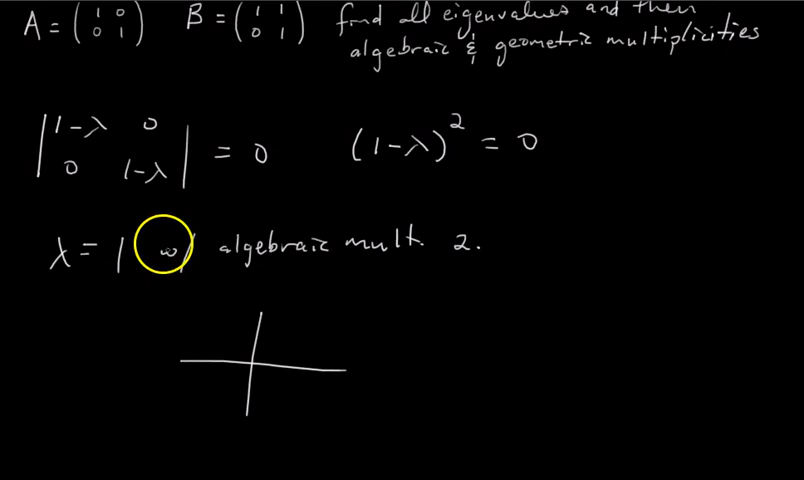 A = ( 1 0 0 1 ) B = ( 1 1 0 1 ) find all eigenvalues and their
algebraic & geometric multiplicities
| 1-λ 0 0 1-λ | = 0 (1-λ)² = 0
λ = 1 w/ algebraic mult. 2.